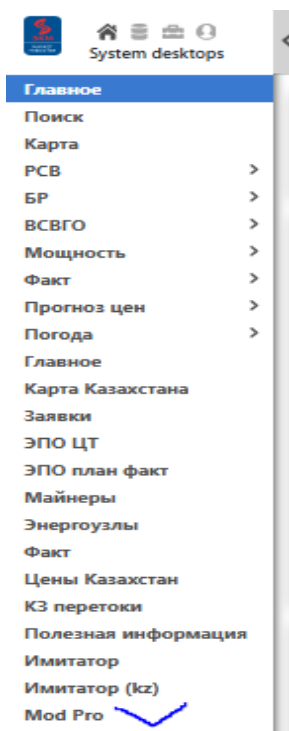 System desktops
Главное
Поиск
Карта
РСВ
БР
ВСВГО
Мощность
Факт
Прогноз цен
Погода
Главное
Карта Казахстана
Заявки
ЭПО ЦТ
ЭПО план факт
Майнеры
Энергоузлы
Факт
Цены Казахстан
КЗ перетоки
Полезная информация
Имитатор
Имитатор (kz)
Mod Pro